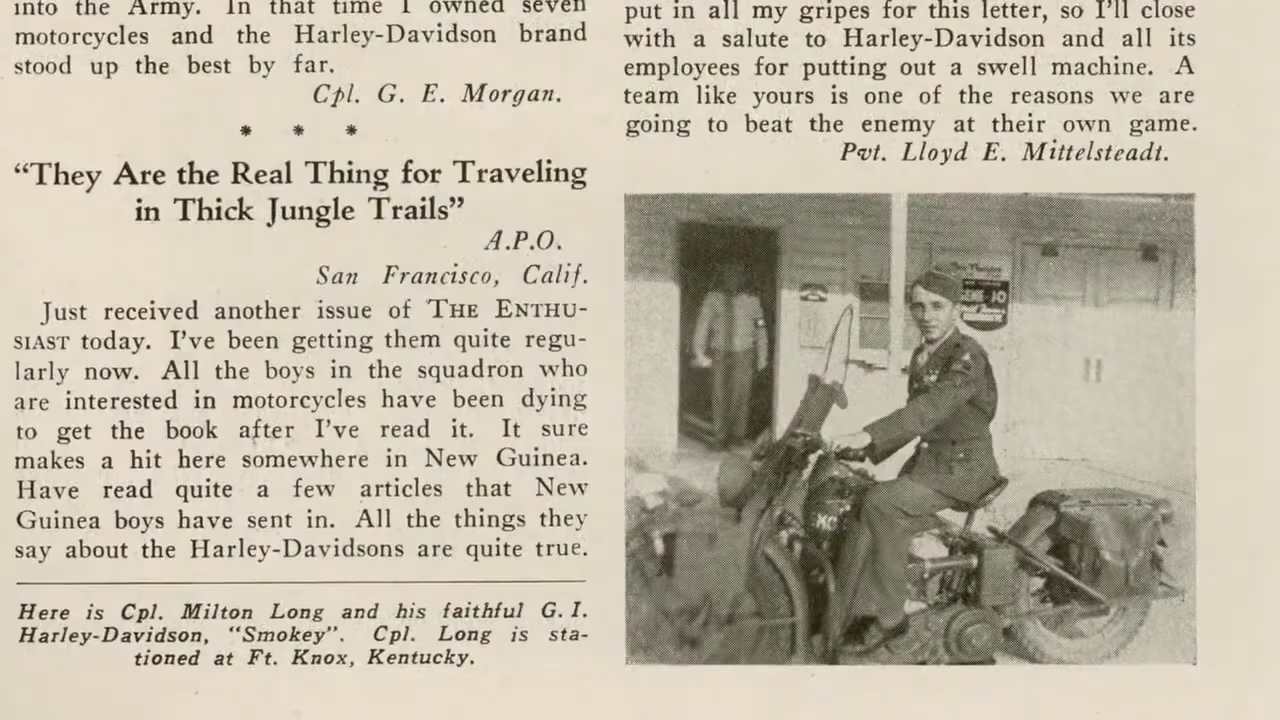 into the Army. In that time I owned seven
motorcycles and the Harley-Davidson brand
stood up the best by far.
Cpl. G. E. Morgan.
* * *
“They Are the Real Thing for Traveling
in Thick Jungle Trails”
A.P.O.
San Francisco, Calif.
Just received another issue of THE ENTHU-
SIAST today. I’ve been getting them quite regu-
larly now. All the boys in the squadron who
are interested in motorcycles have been dying
to get the book after I’ve read it. It sure
makes a hit here somewhere in New Guinea.
Have read quite a few articles that New
Guinea boys have sent in. All the things they
say about the Harley-Davidsons are quite true.
Here is Cpl. Milton Long and his faithful G. I.
Harley-Davidson, “Smokey”. Cpl. Long is sta-
tioned at Ft. Knox, Kentucky.
put in all my gripes for this letter, so I’ll close
with a salute to Harley-Davidson and all its
employees for putting out a swell machine. A
team like yours is one of the reasons we are
going to beat the enemy at their own game.
Pvt. Lloyd E. Mittelsteadt.